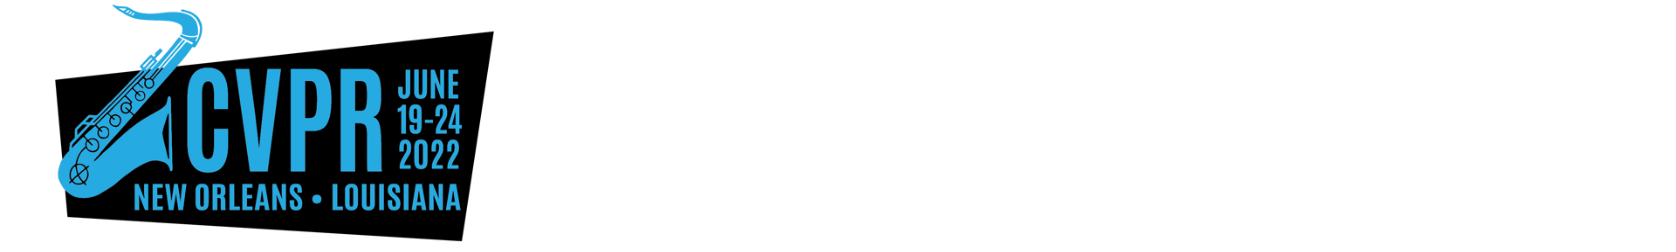 CVPR
JUNE
19-24
2022
NEW ORLEANS • LOUISIANA